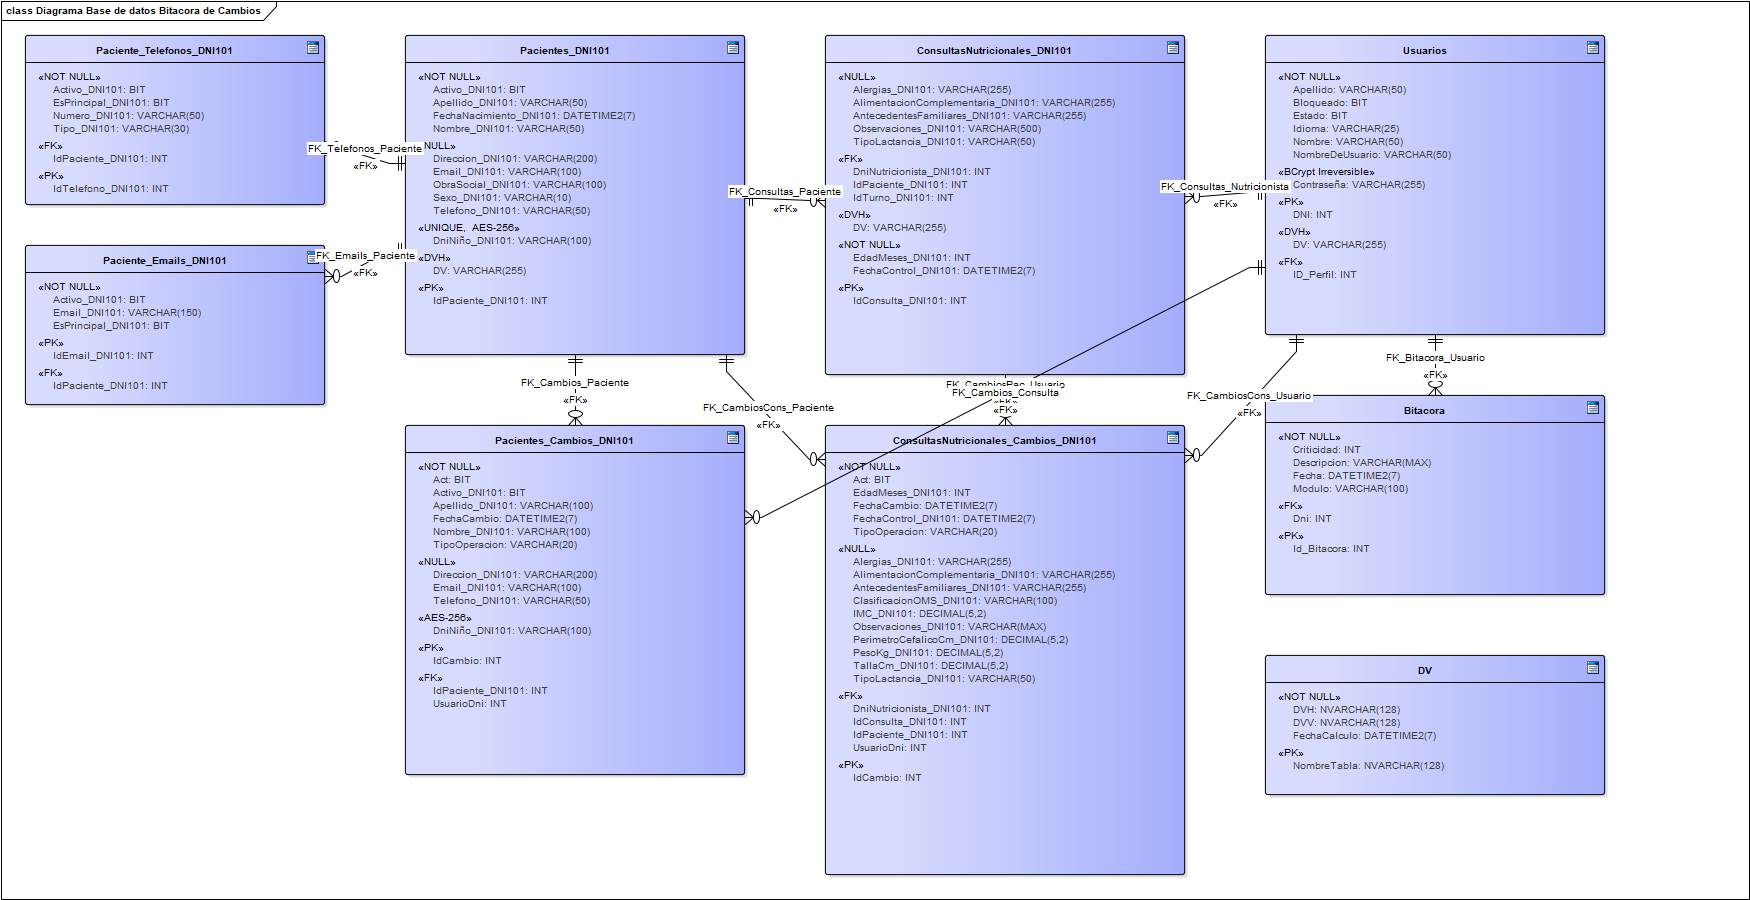 class Diagrama Base de datos Bitacora de Cambios
Paciente_Telefonos_DNI101
«NOT NULL»
Activo_DNI101: BIT
EsPrincipal_DNI101: BIT
Numero_DNI101: VARCHAR(50)
Tipo_DNI101: VARCHAR(30)
«FK»
IdPaciente_DNI101: INT
«PK»
IdTelefono_DNI101: INT
Paciente_Emails_DNI101
«NOT NULL»
Activo_DNI101: BIT
Email_DNI101: VARCHAR(150)
EsPrincipal_DNI101: BIT
«PK»
IdEmail_DNI101: INT
«FK»
IdPaciente_DNI101: INT
FK_Telefonos_Paciente
«FK»
FK_Emails_Paciente
«FK»
Pacientes_DNI101
«NOT NULL»
Activo_DNI101: BIT
Apellido_DNI101: VARCHAR(50)
FechaNacimiento_DNI101: DATETIME2(7)
Nombre_DNI101: VARCHAR(50)
NULL»
Direccion_DNI101: VARCHAR(200)
Email_DNI101: VARCHAR(100)
ObraSocial_DNI101: VARCHAR(100)
Sexo_DNI101: VARCHAR(10)
Telefono_DNI101: VARCHAR(50)
«UNIQUE, AES-256»
DniNiño_DNI101: VARCHAR(100)
«DVH»
DV: VARCHAR(255)
«PK»
IdPaciente_DNI101: INT
FK_Consultas_Paciente
«FK»
ConsultasNutricionales_DNI101
«NULL»
Alergias_DNI101: VARCHAR(255)
AlimentacionComplementaria_DNI101: VARCHAR(255)
AntecedentesFamiliares_DNI101: VARCHAR(255)
Observaciones_DNI101: VARCHAR(500)
TipoLactancia_DNI101: VARCHAR(50)
«FK»
DniNutricionista_DNI101: INT
IdPaciente_DNI101: INT
IdTurno_DNI101: INT
«DVH»
DV: VARCHAR(255)
«NOT NULL»
EdadMeses_DNI101: INT
FechaControl_DNI101: DATETIME2(7)
«PK»
IdConsulta_DNI101: INT
FK_Consultas_Nutricionista
«FK»
Usuarios
«NOT NULL»
Apellido: VARCHAR(50)
Bloqueado: BIT
Estado: BIT
Idioma: VARCHAR(25)
Nombre: VARCHAR(50)
NombreDeUsuario: VARCHAR(50)
«BCrypt Irreversible»
Contraseña: VARCHAR(255)
«PK»
DNI: INT
«DVH»
DV: VARCHAR(255)
«FK»
ID_Perfil: INT
FK_Cambios_Paciente
«FK»
FK_CambiosCons_Paciente
«FK»
FK_CambiosPac_Usuario
«FK»
FK_Cambios_Consulta
«FK»
FK_CambiosCons_Usuario
«FK»
FK_Bitacora_Usuario
«FK»
Pacientes_Cambios_DNI101
«NOT NULL»
Act: BIT
Activo_DNI101: BIT
Apellido_DNI101: VARCHAR(100)
FechaCambio: DATETIME2(7)
Nombre_DNI101: VARCHAR(100)
TipoOperacion: VARCHAR(20)
«NULL»
Direccion_DNI101: VARCHAR(200)
Email_DNI101: VARCHAR(100)
Telefono_DNI101: VARCHAR(50)
«AES-256»
DniNiño_DNI101: VARCHAR(100)
«PK»
IdCambio: INT
«FK»
IdPaciente_DNI101: INT
UsuarioDni: INT
ConsultasNutricionales_Cambios_DNI101
«NOT NULL»
Act: BIT
EdadMeses_DNI101: INT
FechaCambio: DATETIME2(7)
FechaControl_DNI101: DATETIME2(7)
TipoOperacion: VARCHAR(20)
«NULL»
Alergias_DNI101: VARCHAR(255)
AlimentacionComplementaria_DNI101: VARCHAR(255)
AntecedentesFamiliares_DNI101: VARCHAR(255)
ClasificacionOMS_DNI101: VARCHAR(100)
IMC_DNI101: DECIMAL(5,2)
Observaciones_DNI101: VARCHAR(MAX)
PerimetroCefalicoCm_DNI101: DECIMAL(5,2)
PesoKg_DNI101: DECIMAL(5,2)
TallaCm_DNI101: DECIMAL(5,2)
TipoLactancia_DNI101: VARCHAR(50)
«FK»
DniNutricionista_DNI101: INT
IdConsulta_DNI101: INT
IdPaciente_DNI101: INT
UsuarioDni: INT
«PK»
IdCambio: INT
Bitacora
«NOT NULL»
Criticidad: INT
Descripcion: VARCHAR(MAX)
Fecha: DATETIME2(7)
Modulo: VARCHAR(100)
«FK»
Dni: INT
«PK»
Id_Bitacora: INT
DV
«NOT NULL»
DVH: NVARCHAR(128)
DVV: NVARCHAR(128)
FechaCalculo: DATETIME2(7)
«PK»
NombreTabla: NVARCHAR(128)